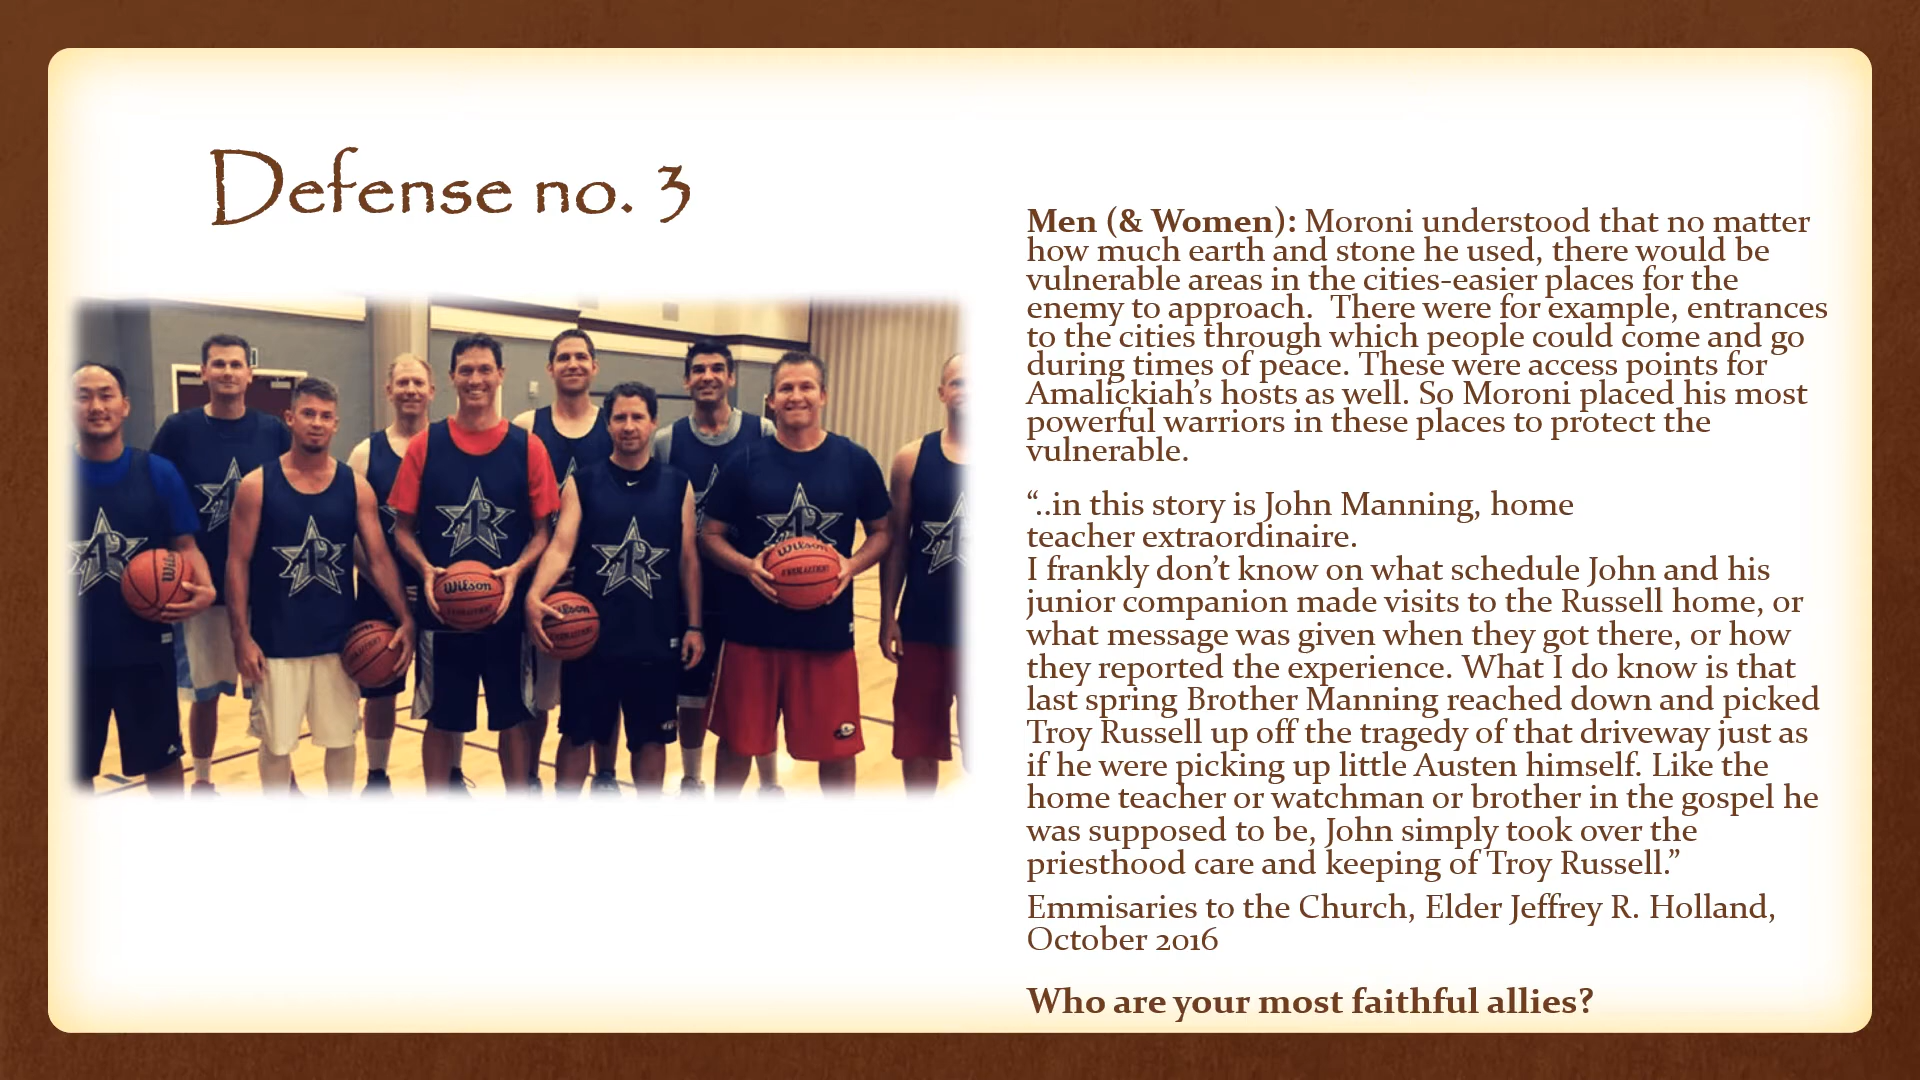 Defense no. 3
Men (& Women): Moroni understood that no matter
how much earth and stone he used, there would be
vulnerable areas in the cities-easier places for the
enemy to approach.  There were for example, entrances
to the cities through which people could come and go
during times of peace. These were access points for
Amalickiah’s hosts as well. So Moroni placed his most
powerful warriors in these places to protect the
vulnerable.
“..in this story is John Manning, home
teacher extraordinaire.
I frankly don’t know on what schedule John and his
junior companion made visits to the Russell home, or
what message was given when they got there, or how
they reported the experience. What I do know is that
last spring Brother Manning reached down and picked
Troy Russell up off the tragedy of that driveway just as
if he were picking up little Austen himself. Like the
home teacher or watchman or brother in the gospel he
was supposed to be, John simply took over the
priesthood care and keeping of Troy Russell.”
Emmisaries to the Church, Elder Jeffrey R. Holland,
October 2016
Who are your most faithful allies?
Wilson
Wilson